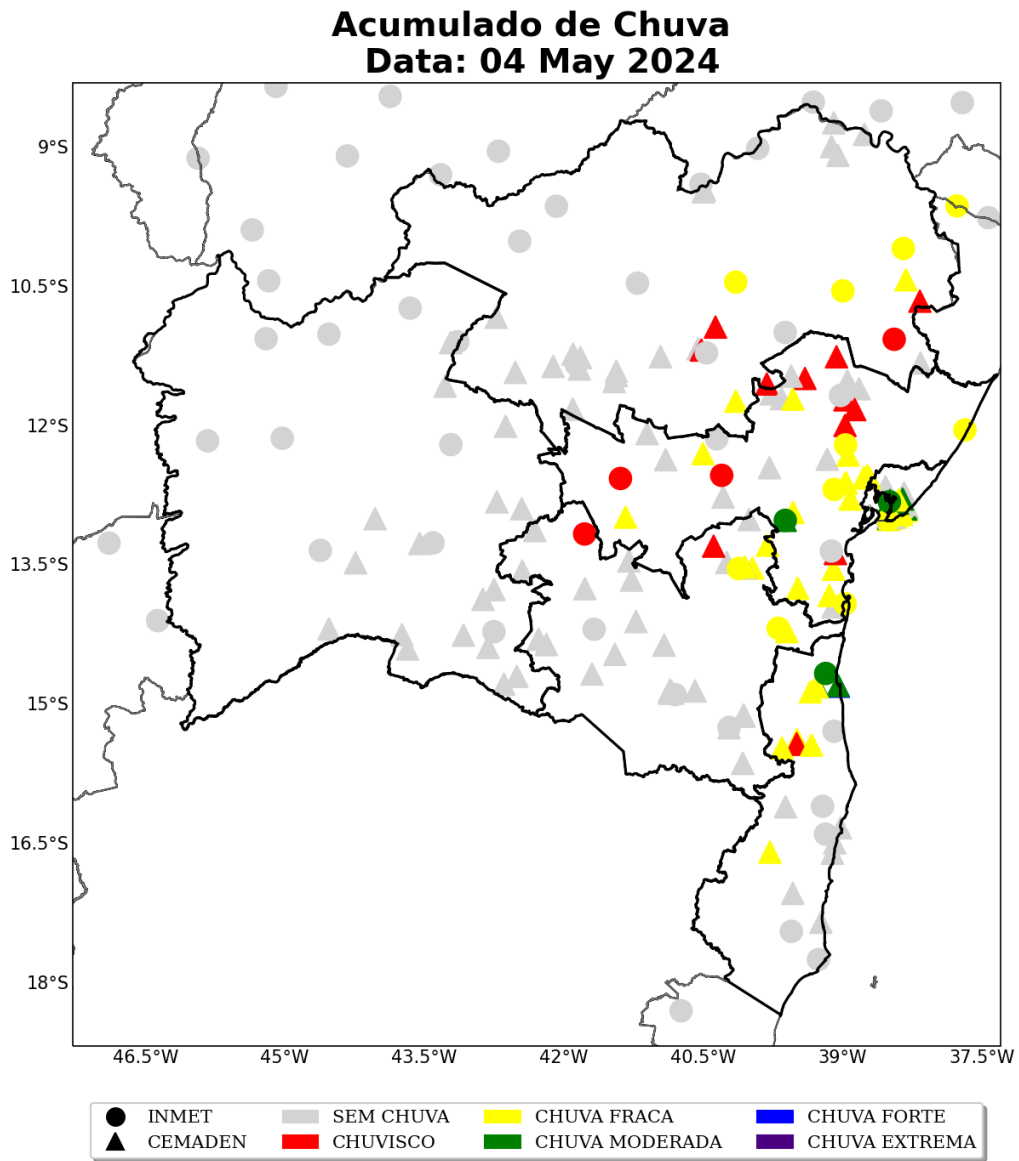 Acumulado de Chuva
Data: 04 May 2024
9°S
10.5°S
12°S
13.5°S
15°S
16.5°S
18°S
46.5°W 45°W 43.5°W 42°W 40.5°W 39°W 37.5°W
INMET SEM CHUVA CHUVA FRACA CHUVA FORTE
CEMADEN CHUVISCO CHUVA MODERADA CHUVA EXTREMA